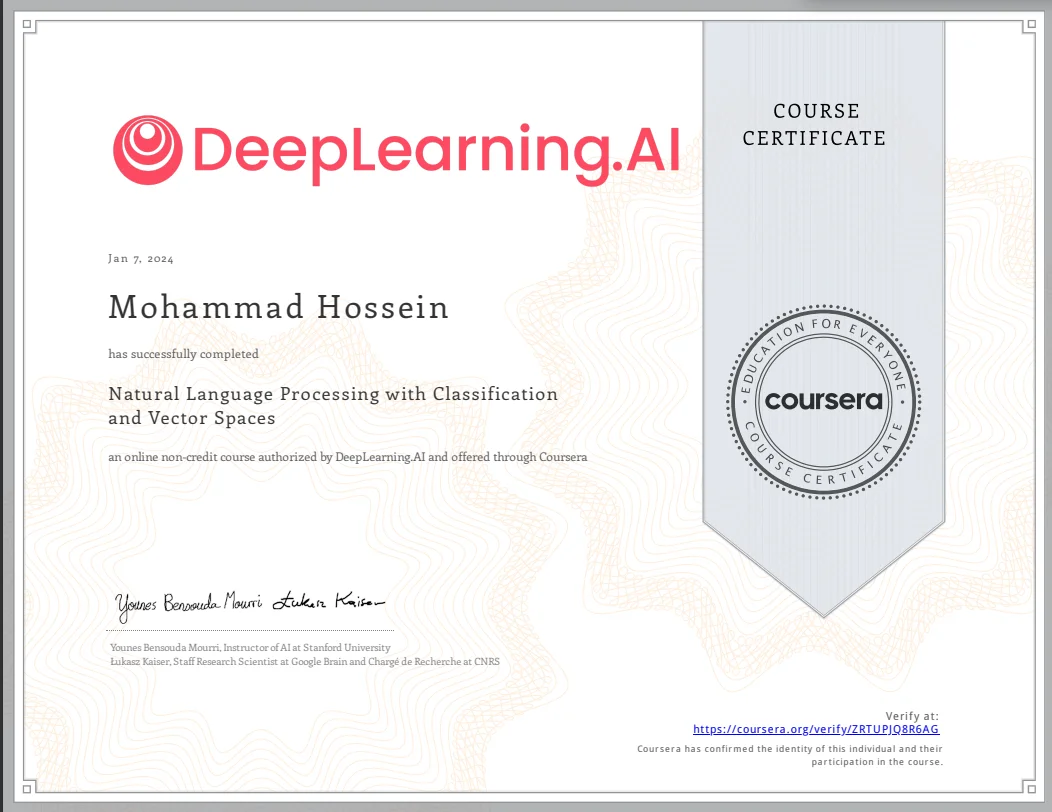 DeepLearning.AI
COURSE
CERTIFICATE
Jan 7, 2024
Mohammad Hossein
has successfully completed
Natural Language Processing with Classification
and Vector Spaces
an online non-credit course authorized by DeepLearning.AI and offered through Coursera
EDUCATION FOR EVERYONE
coursera
COURSE CERTIFICATE
Younes Bensouda Mourri Łukasz Kaiser
Younes Bensouda Mourri, Instructor of AI at Stanford University
Łukasz Kaiser, Staff Research Scientist at Google Brain and Chargé de Recherche at CNRS
Verify at:
https://coursera.org/verify/ZRTUPJQ8R6AG
Coursera has confirmed the identity of this individual and their
participation in the course.